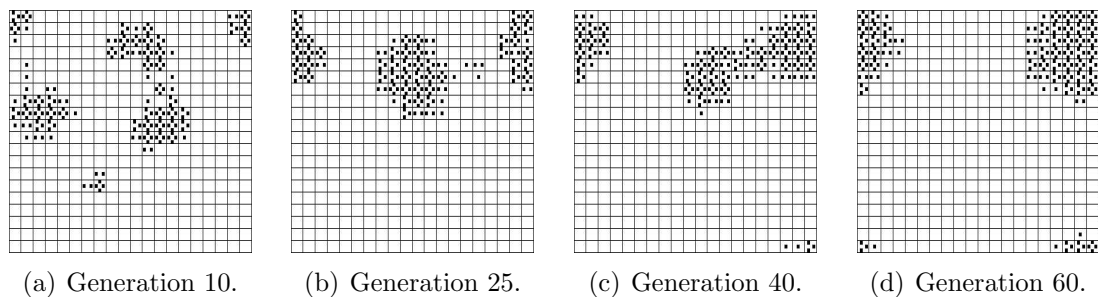 (a) Generation 10.
(b) Generation 25.
(c) Generation 40.
(d) Generation 60.